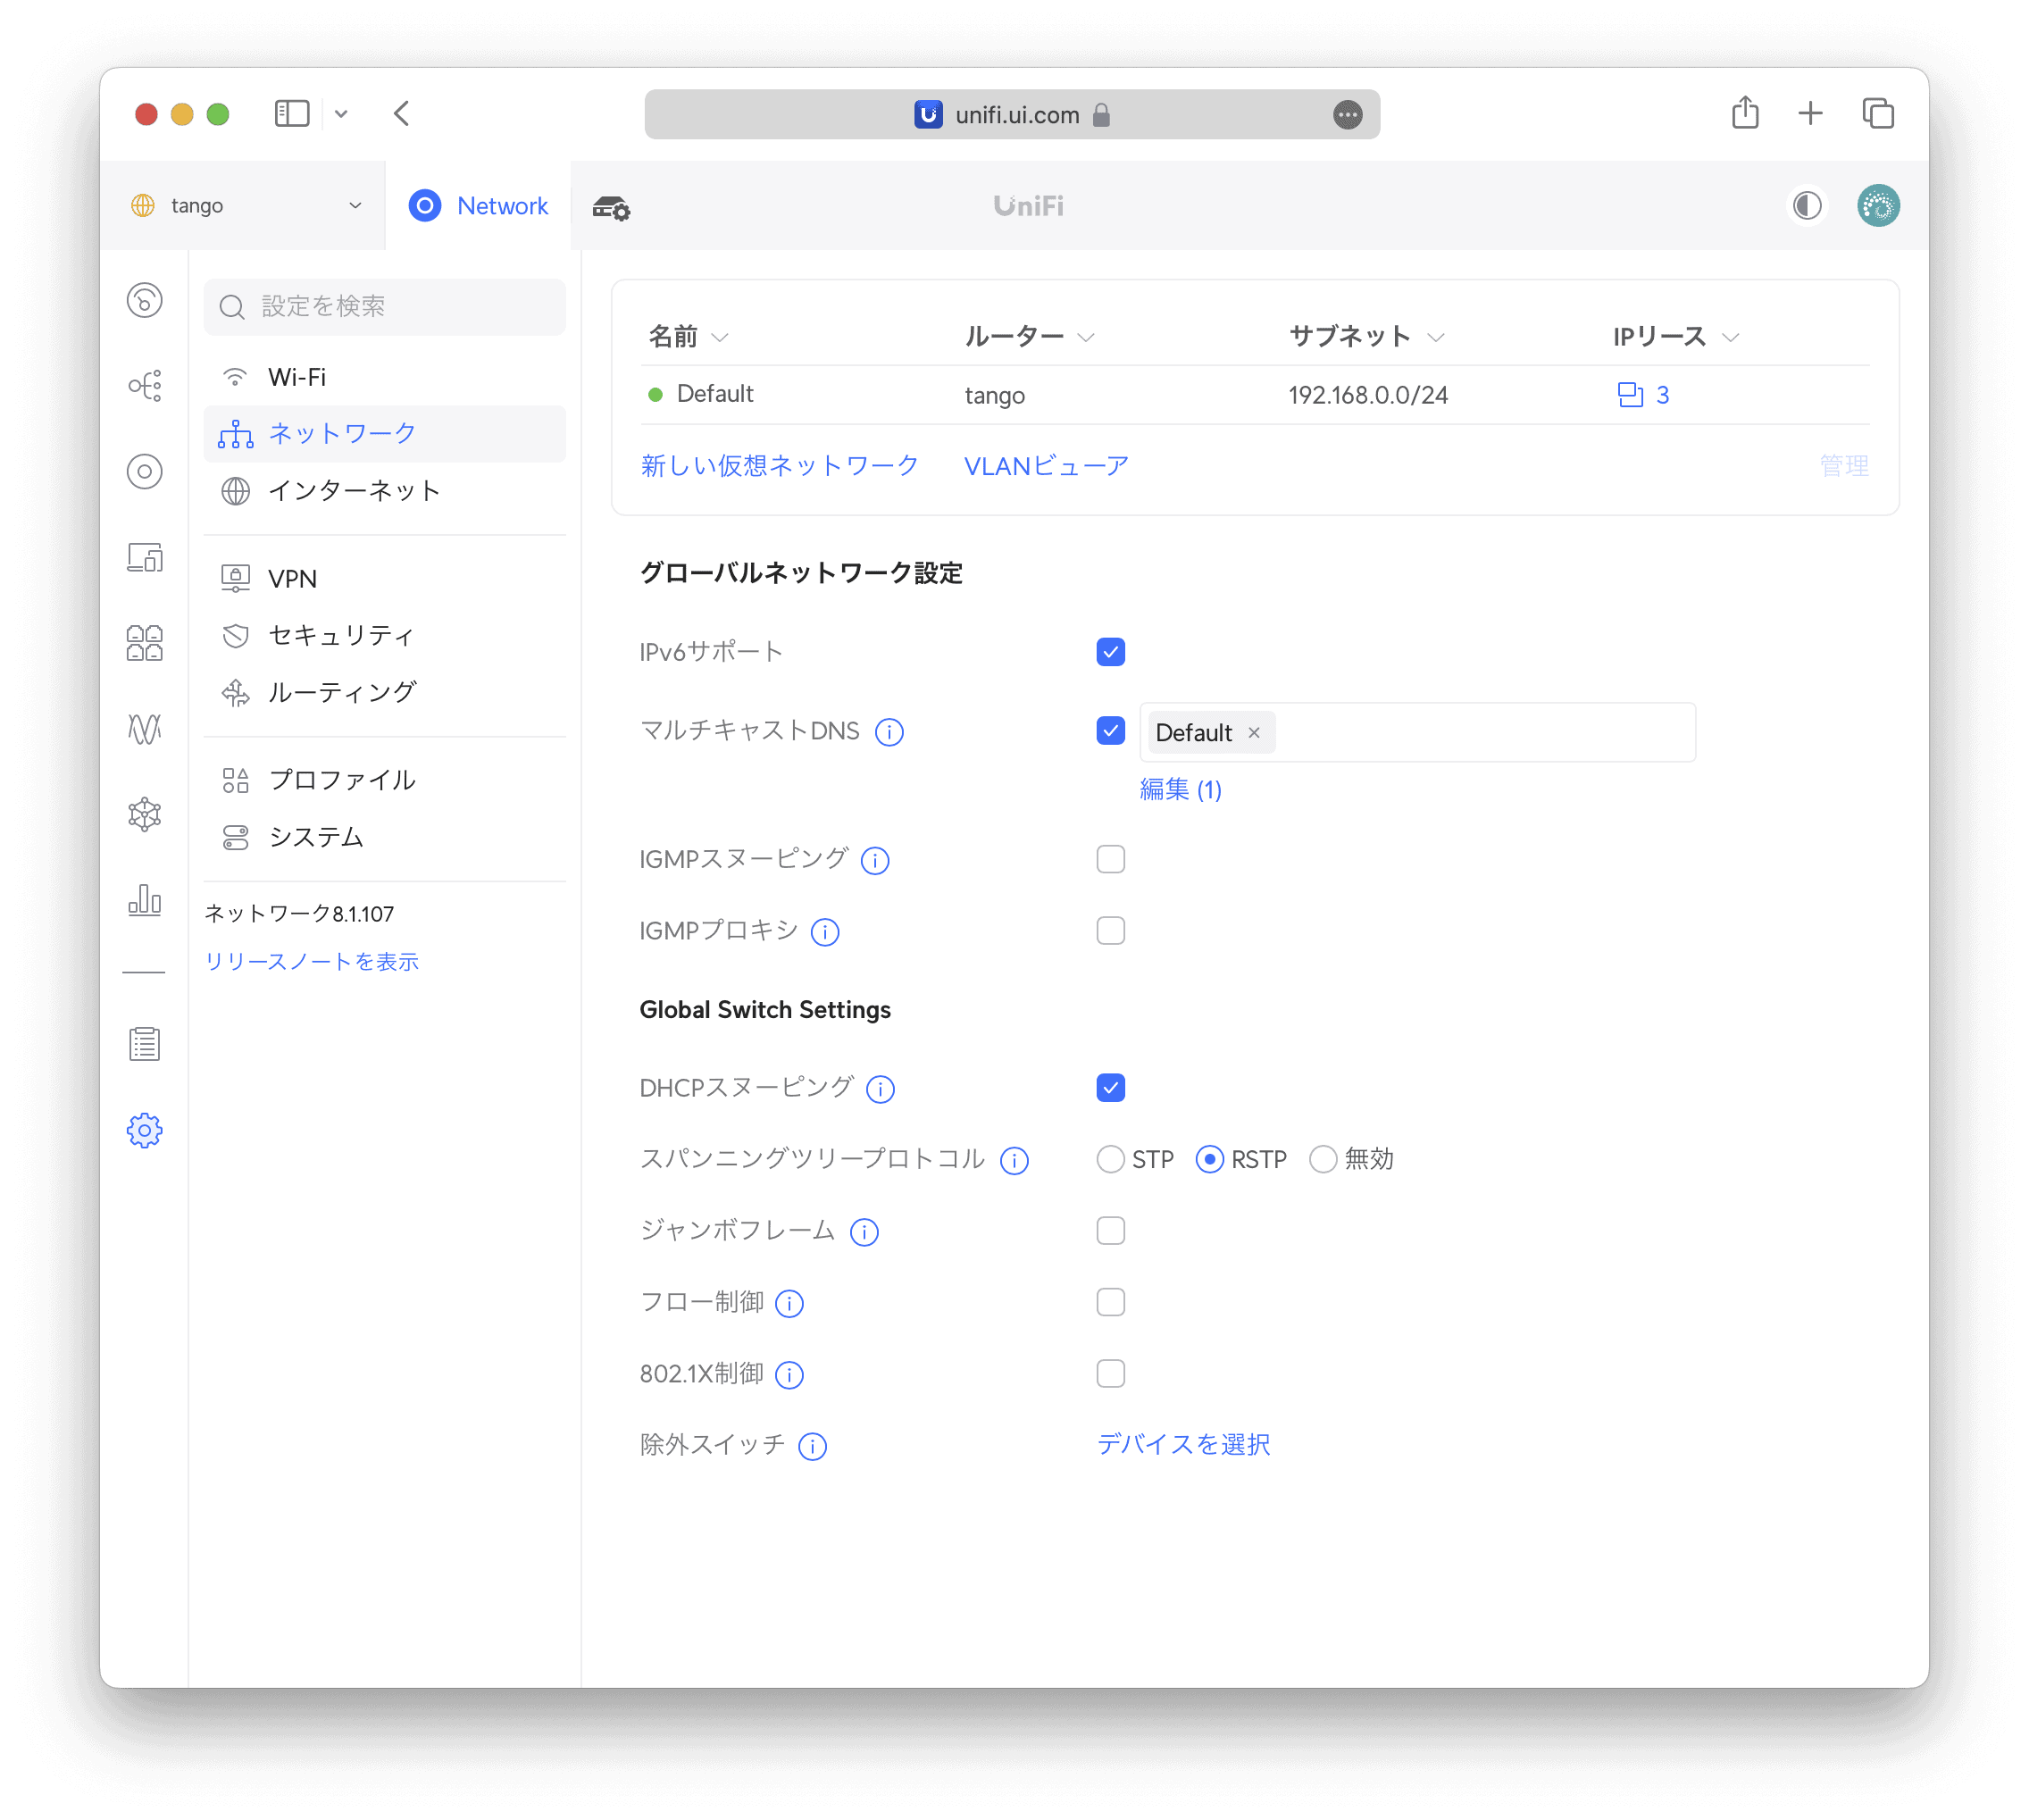 unifi.ui.com
tango
Network
UniFi
設定を検索
Wi-Fi
ネットワーク
インターネット
VPN
セキュリティ
ルーティング
プロファイル
システム
ネットワーク8.1.107
リリースノートを表示
名前 ルーター サブネット IPリース
Default tango 192.168.0.0/24 3
新しい仮想ネットワーク VLANビューア 管理
グローバルネットワーク設定
IPv6サポート
マルチキャストDNS Default
編集 (1)
IGMPスヌーピング
IGMPプロキシ
Global Switch Settings
DHCPスヌーピング
スパンニングツリープロトコル STP RSTP 無効
ジャンボフレーム
フロー制御
802.1X制御
除外スイッチ デバイスを選択